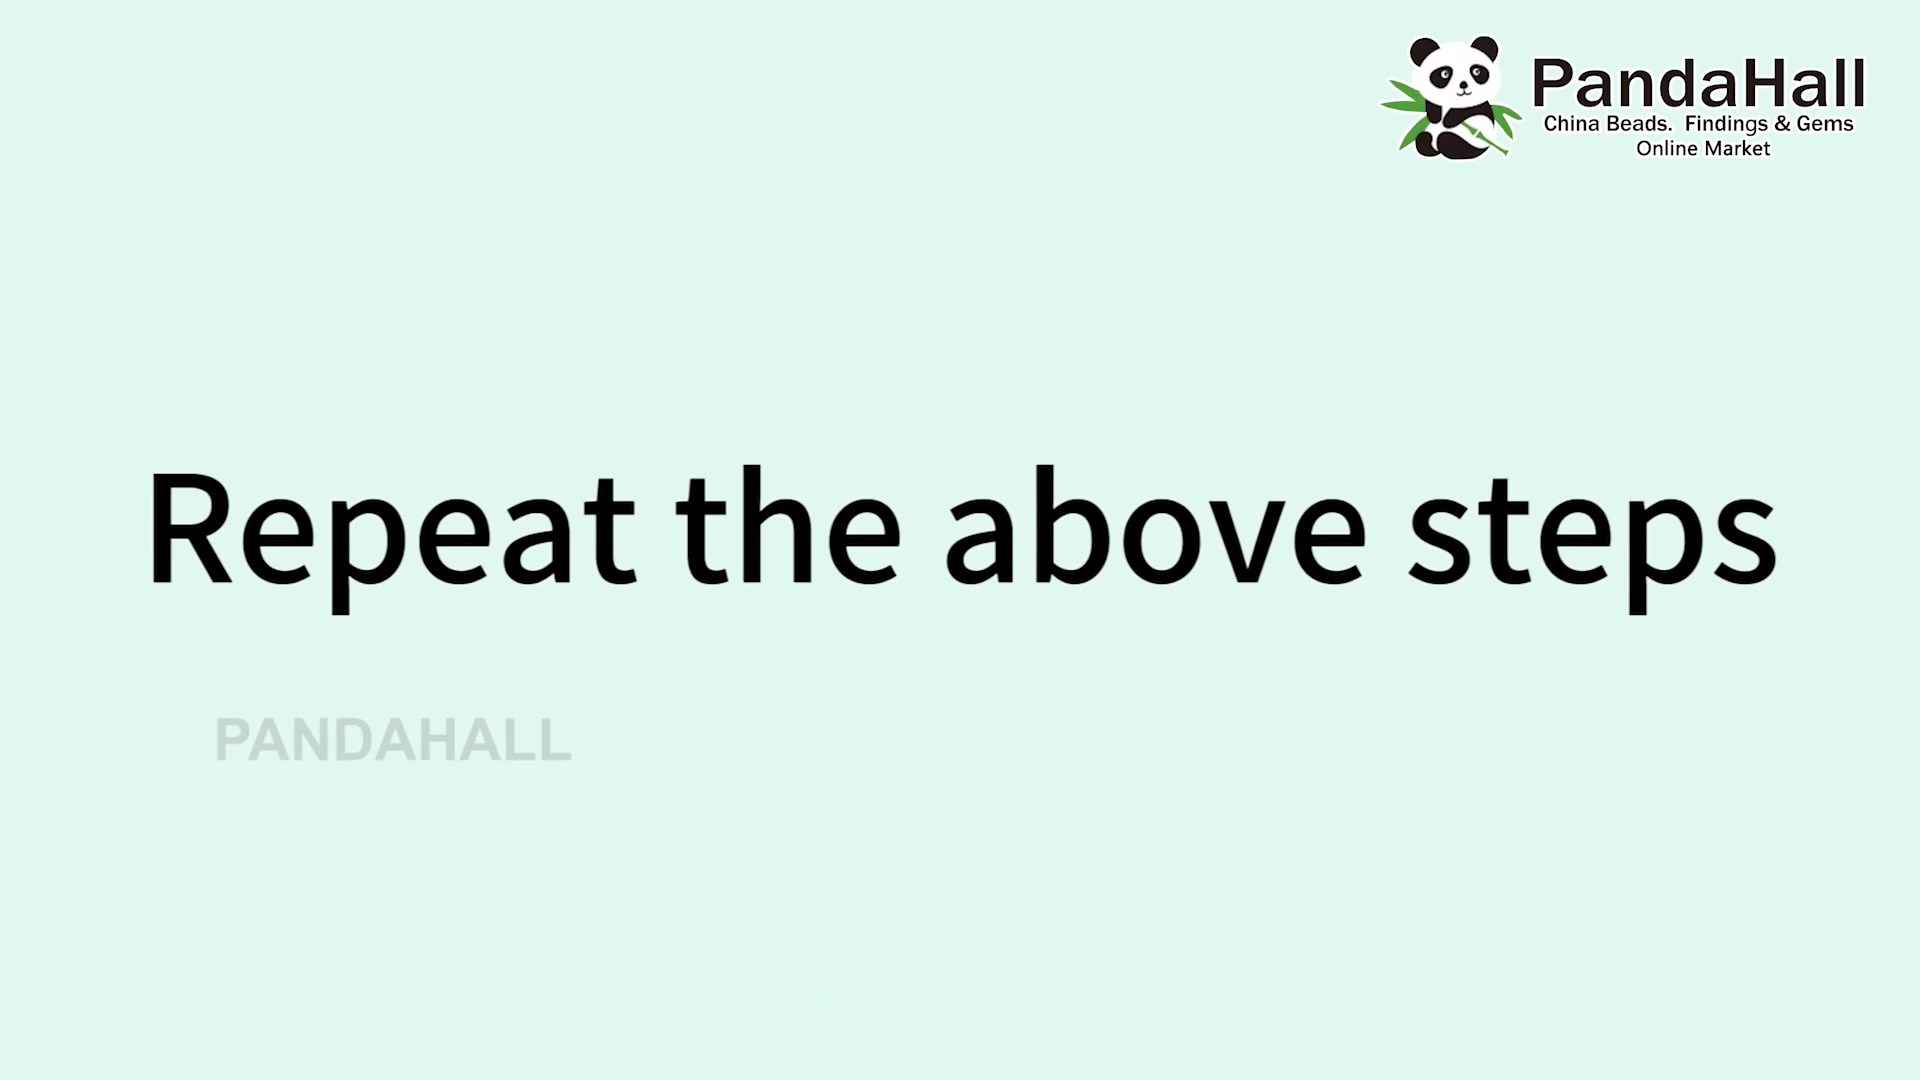 PandaHall
China Beads.  Findings & Gems
Online Market
Repeat the above steps
PANDAHALL